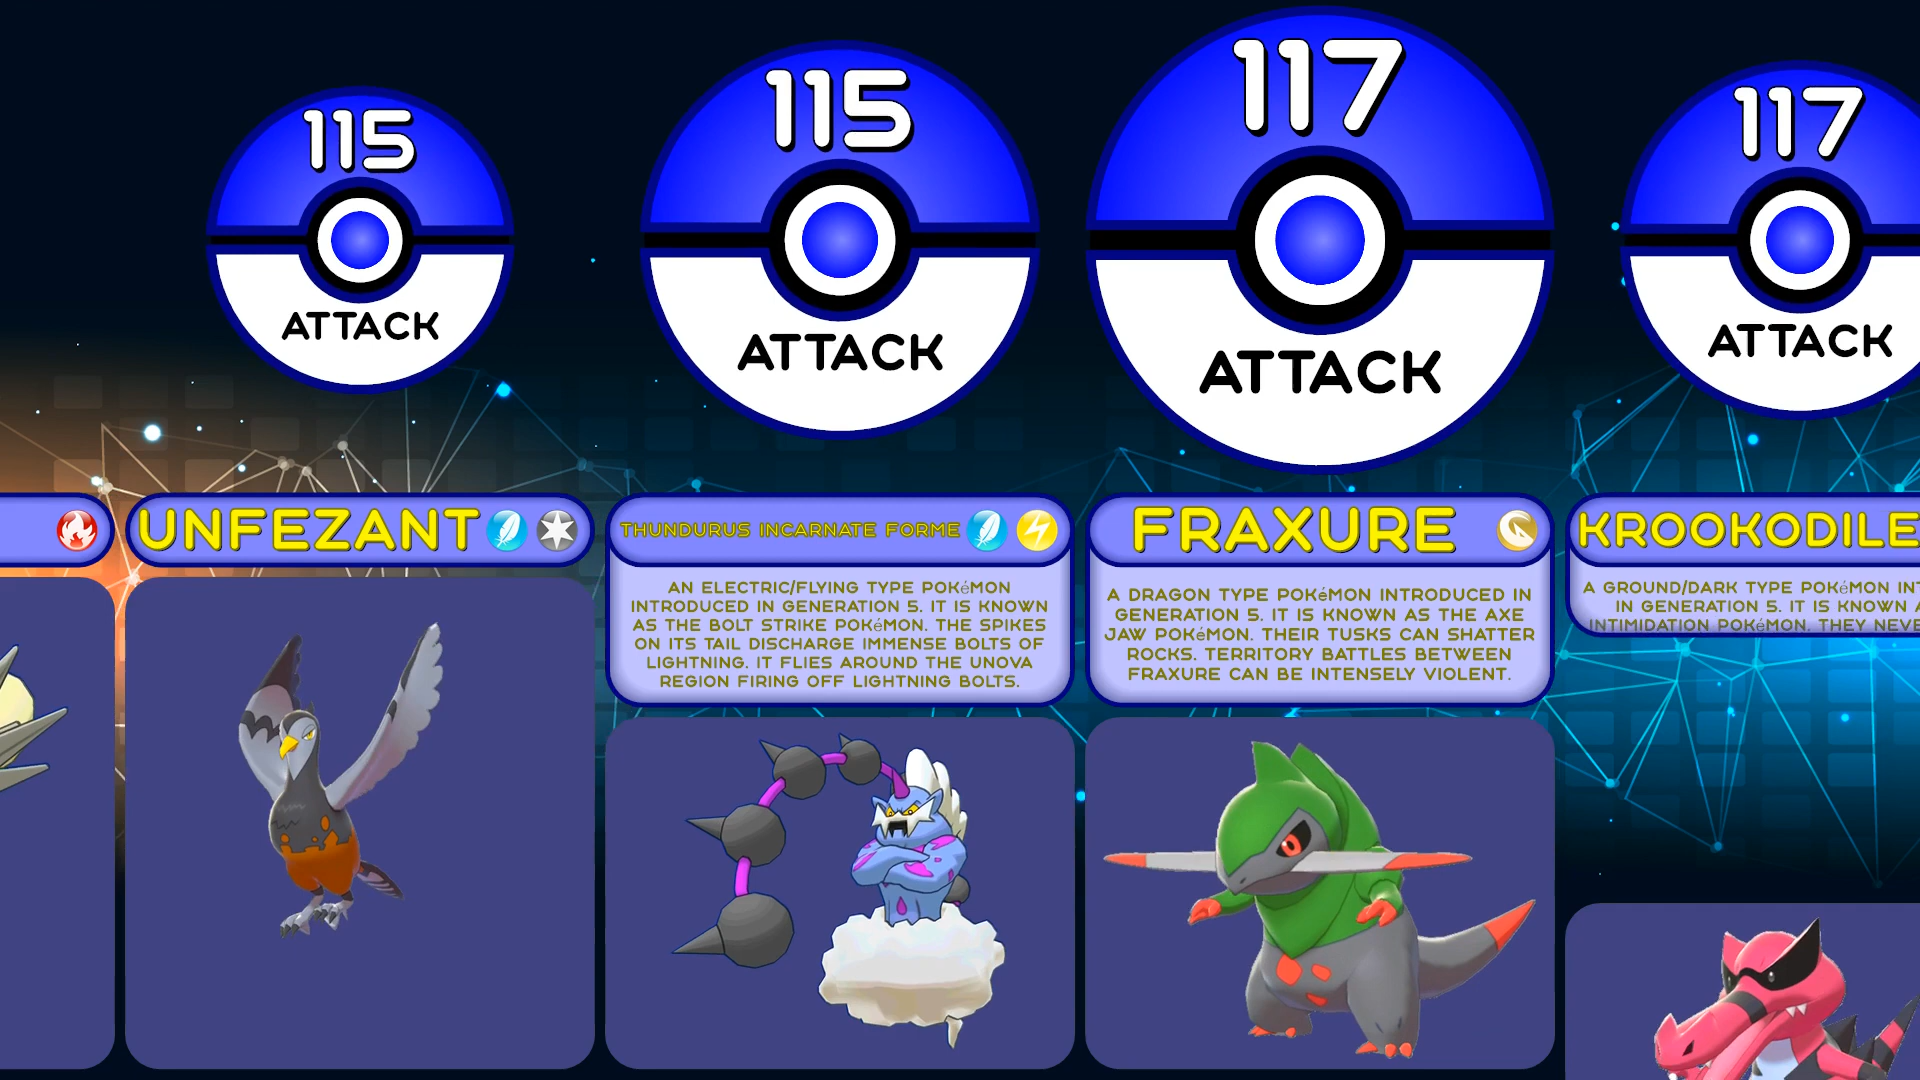 115
ATTACK
UNFEZANT
115
ATTACK
THUNDURUS INCARNATE FORME
AN ELECTRIC/FLYING TYPE POKéMON
INTRODUCED IN GENERATION 5. IT IS KNOWN
AS THE BOLT STRIKE POKéMON. THE SPIKES
ON ITS TAIL DISCHARGE IMMENSE BOLTS OF
LIGHTNING. IT FLIES AROUND THE UNOVA
REGION FIRING OFF LIGHTNING BOLTS.
117
ATTACK
FRAXURE
A DRAGON TYPE POKéMON INTRODUCED IN
GENERATION 5. IT IS KNOWN AS THE AXE
JAW POKéMON. THEIR TUSKS CAN SHATTER
ROCKS. TERRITORY BATTLES BETWEEN
FRAXURE CAN BE INTENSELY VIOLENT.
117
ATTACK
KROOKODILE
A GROUND/DARK TYPE POKéMON
IN GENERATION 5. IT IS KNOWN
INTIMIDATION POKéMON. THEY